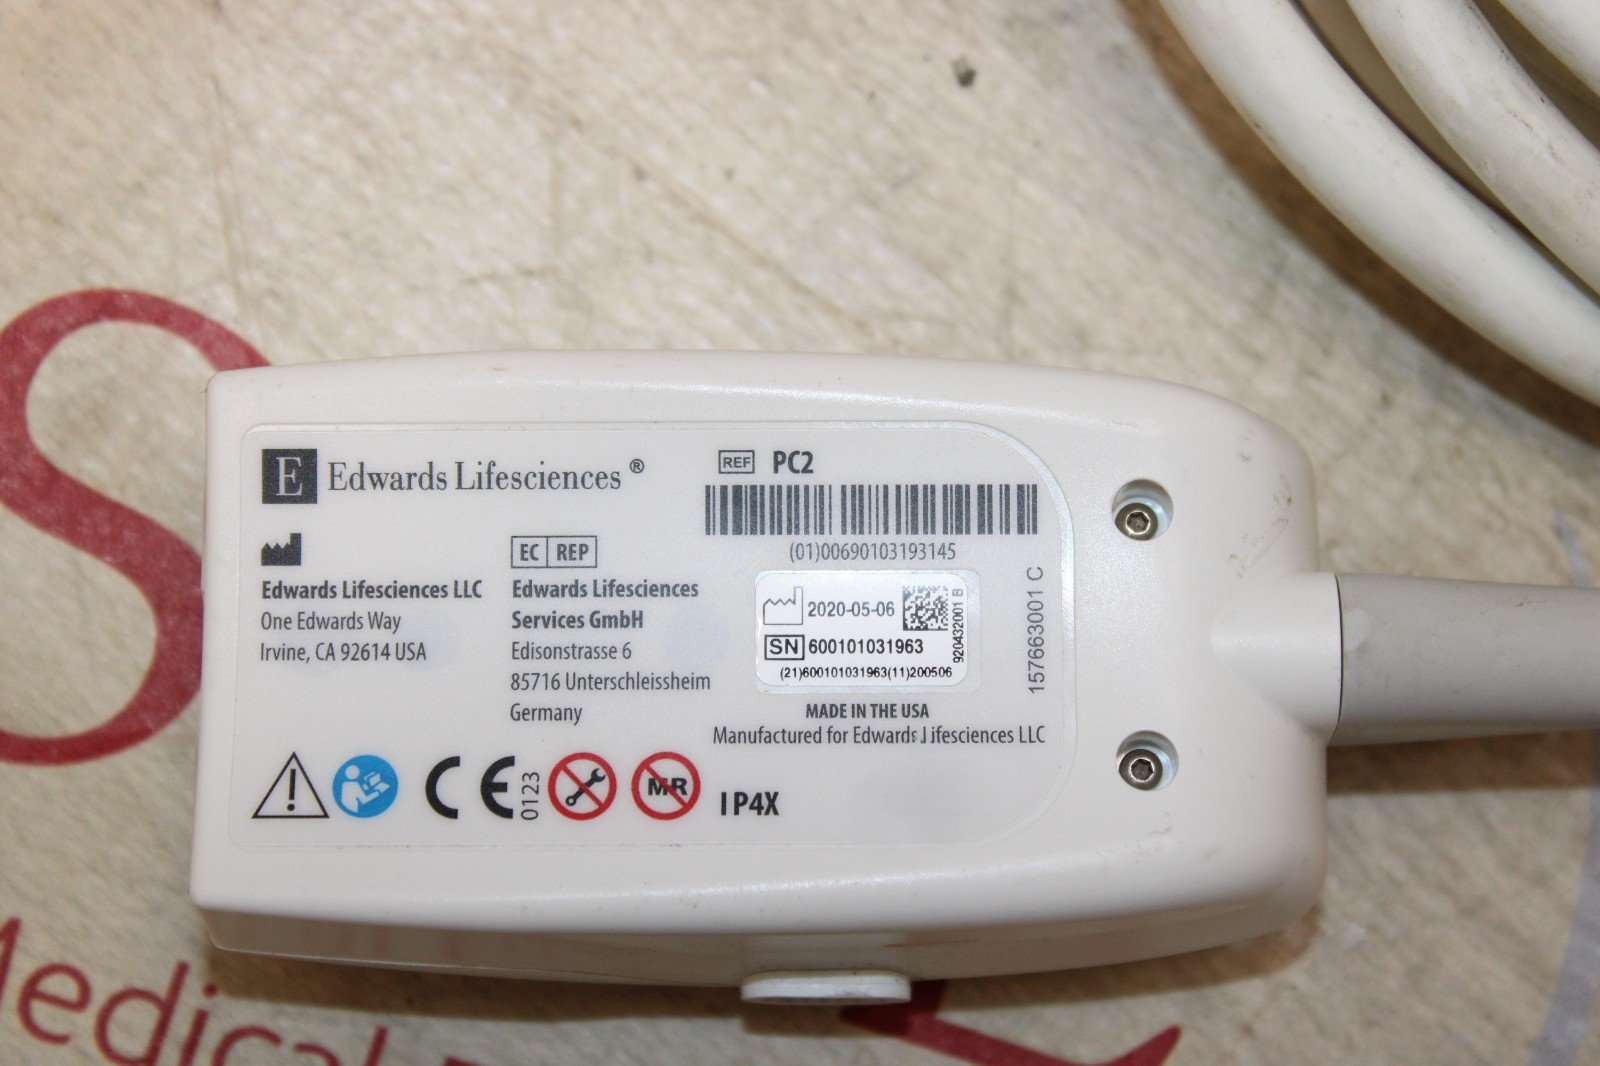 E Edwards Lifesciences ®
REF PC2
(01)00690103193145
Edwards Lifesciences LLC
One Edwards Way
Irvine, CA 92614 USA
EC REP
Edwards Lifesciences
Services GmbH
Edisonstrasse 6
85716 Unterschleissheim
Germany
2020-05-06
SN 600101031963
(21)600101031963(11)200506
920432001 B
157663001 C
MADE IN THE USA
Manufactured for Edwards Lifesciences LLC
CE 0123
MR
IP4X
Medical